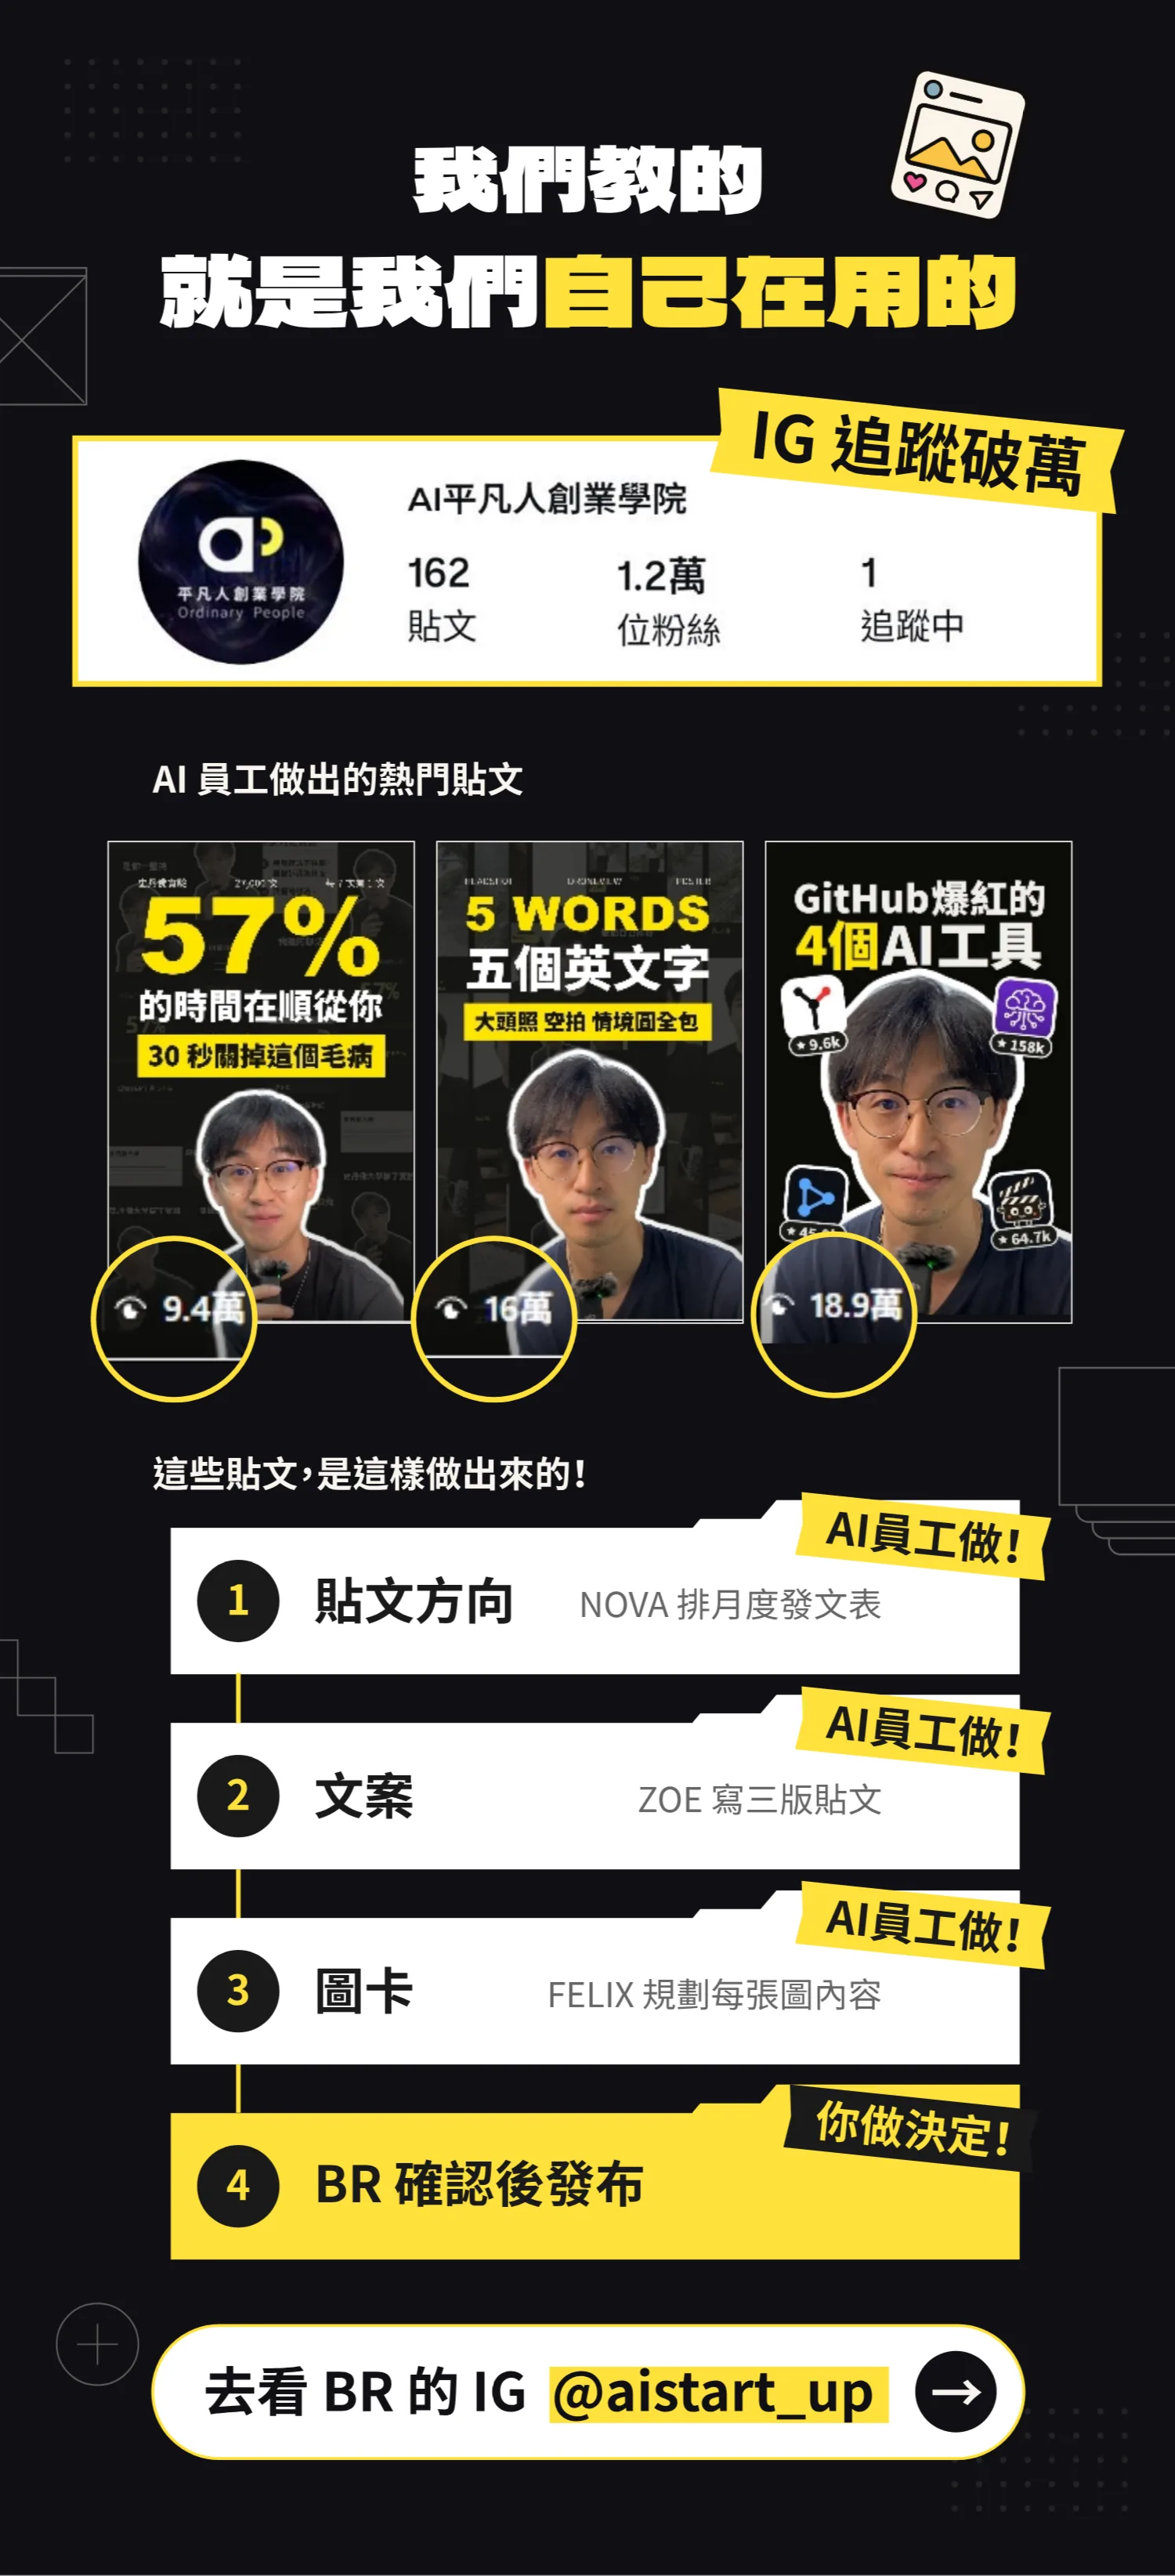 我們教的
就是我們自己在用的
IG 追蹤破萬
AI平凡人創業學院
162
1.2萬
1
貼文
位粉絲
追蹤中
平凡人創業學院
Ordinary People
AI 員工做出的熱門貼文
57%
的時間在順從你
30 秒關掉這個毛病
9.4萬
5 WORDS
五個英文字
大頭照 空拍 情境圖全包
16萬
GitHub爆紅的
4個AI工具
9.6k
158k
64.7k
18.9萬
這些貼文，是這樣做出來的！
AI員工做！
1 貼文方向 NOVA 排月度發文表
AI員工做！
2 文案 ZOE 寫三版貼文
AI員工做！
3 圖卡 FELIX 規劃每張圖內容
你做決定！
4 BR 確認後發布
去看 BR 的 IG @aistart_up